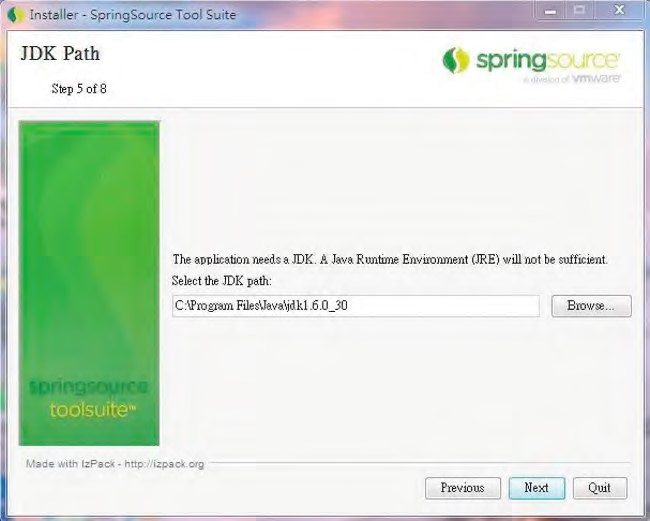 Installer - SpringSource Tool Suite
JDK Path
Step 5 of 8
springsource
a division of vmware
The application needs a JDK. A Java Runtime Environment (JRE) will not be sufficient.
Select the JDK path:
C:\Program Files\Java\jdk1.6.0_30
Browse...
springsource
toolsuite™
Made with IzPack - http://izpack.org
Previous
Next
Quit